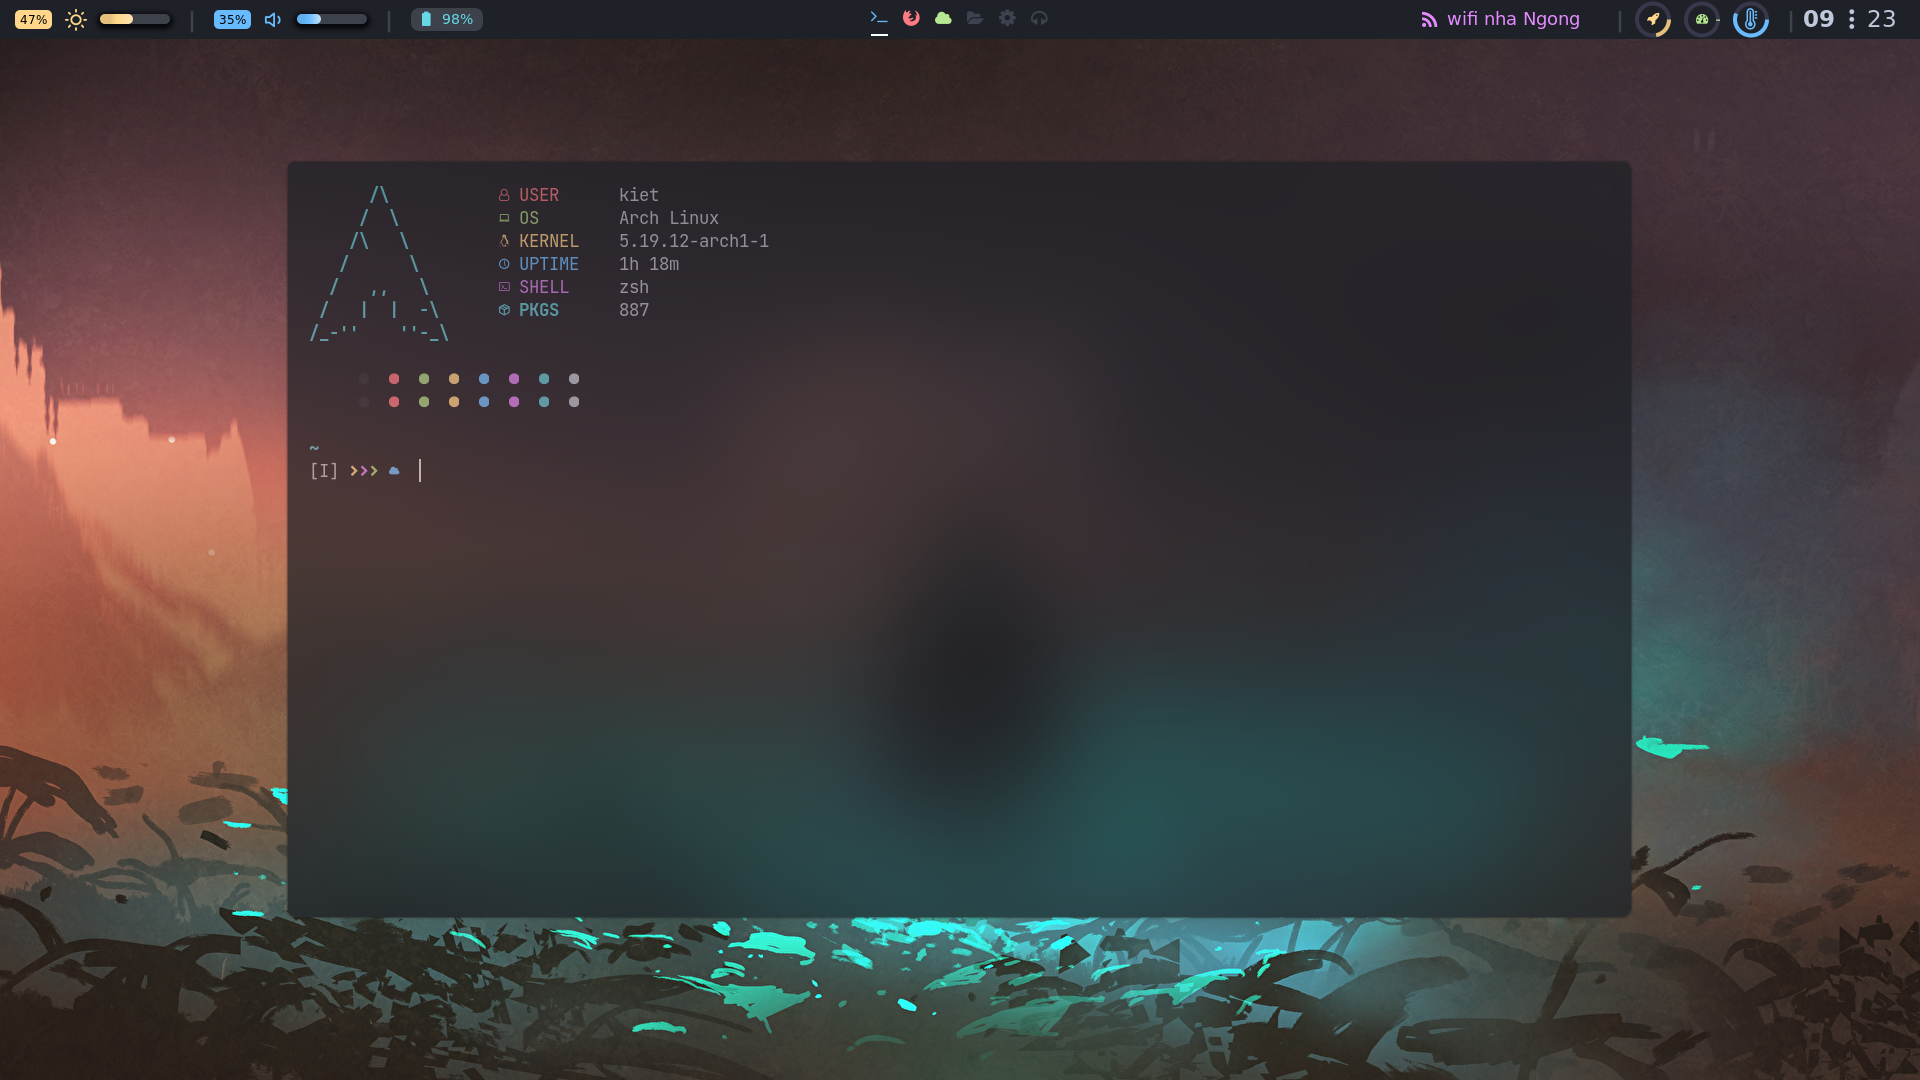 47% | 35% | 98% wifi nha Ngong | | 09 23
USER kiet
OS Arch Linux
KERNEL 5.19.12-arch1-1
UPTIME 1h 18m
SHELL zsh
PKGS 887
~
[I] >>>